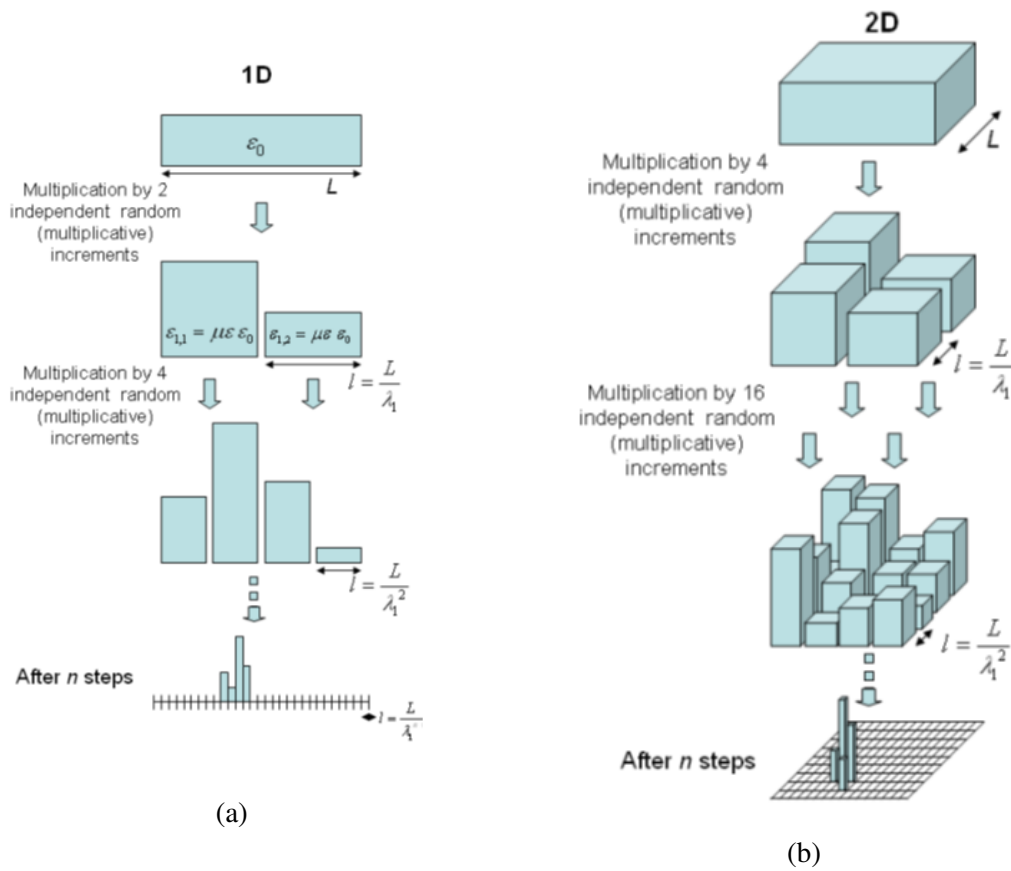 1D
ε₀
L
Multiplication by 2
independent random
(multiplicative)
increments
ε₁,₁ = με ε₀
ε₁,₂ = με ε₀
l = L/λ₁
Multiplication by 4
independent random
(multiplicative)
increments
l = L/λ₁²
After n steps
l = L/λ₁
(a)
2D
L
Multiplication by 4
independent random
(multiplicative)
increments
l = L/λ₁
Multiplication by 16
independent random
(multiplicative)
increments
l = L/λ₁²
After n steps
(b)